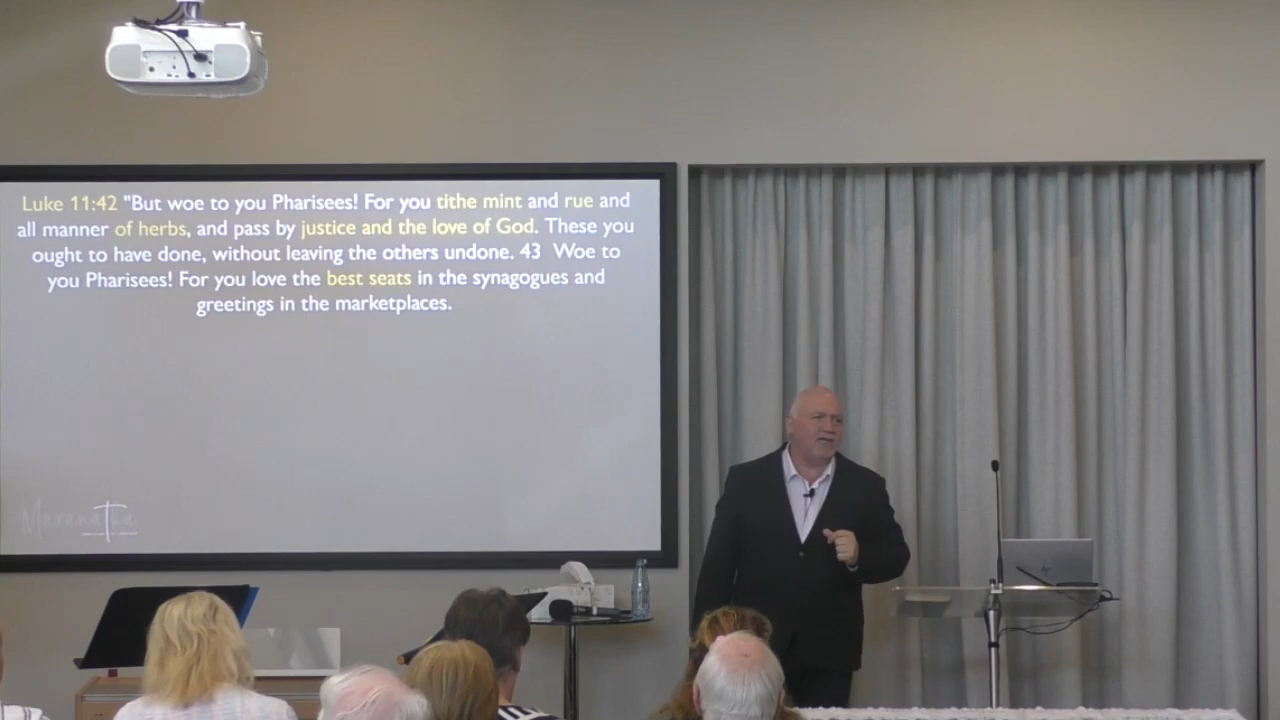 Luke 11:42 "But woe to you Pharisees! For you tithe mint and rue and
all manner of herbs, and pass by justice and the love of God. These you
ought to have done, without leaving the others undone. 43  Woe to
you Pharisees! For you love the best seats in the synagogues and
greetings in the marketplaces.
Maranatha
hp